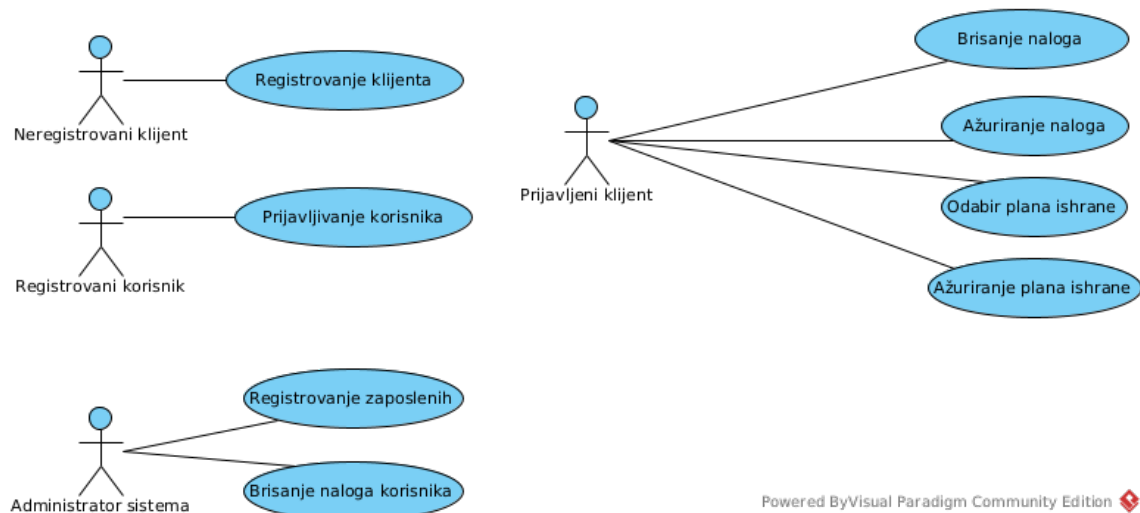 Registrovanje klijenta
Neregistrovani klijent
Prijavljivanje korisnika
Registrovani korisnik
Registrovanje zaposlenih
Brisanje naloga korisnika
Administrator sistema
Brisanje naloga
Ažuriranje naloga
Prijavljeni klijent
Odabir plana ishrane
Ažuriranje plana ishrane
Powered ByVisual Paradigm Community Edition